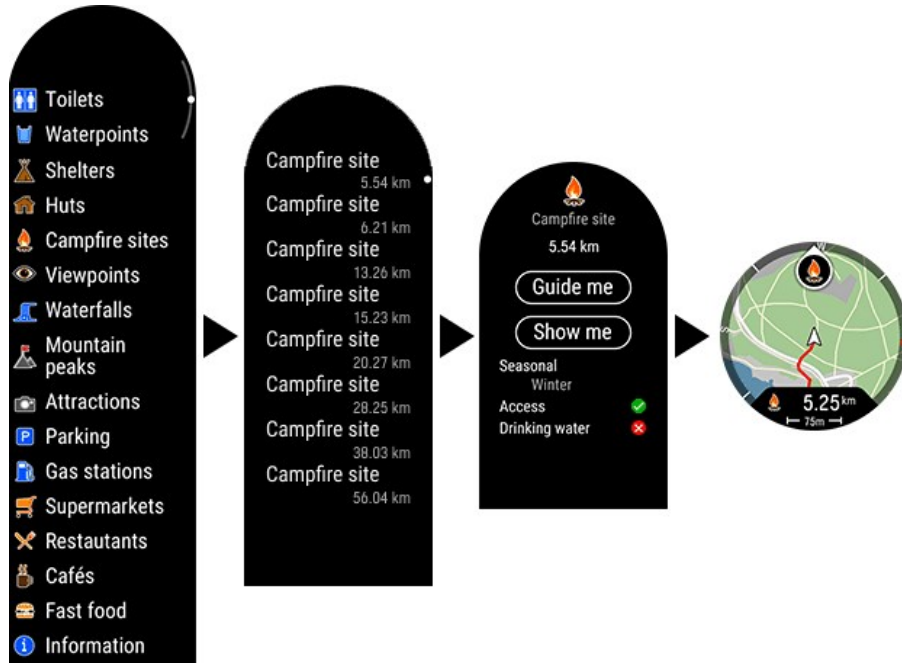 Toilets
Waterpoints
Shelters
Huts
Campfire sites
Viewpoints
Waterfalls
Mountain
peaks
Attractions
P
Parking
Gas stations
Supermarkets
Restautants
Cafés
Fast food
i
Information
Campfire site
5.54 km
Campfire site
6.21 km
Campfire site
13.26 km
Campfire site
15.23 km
Campfire site
20.27 km
Campfire site
28.25 km
Campfire site
38.03 km
Campfire site
56.04 km
Campfire site
5.54 km
Guide me
Show me
Seasonal
Winter
Access
Drinking water
5.25 km
75m